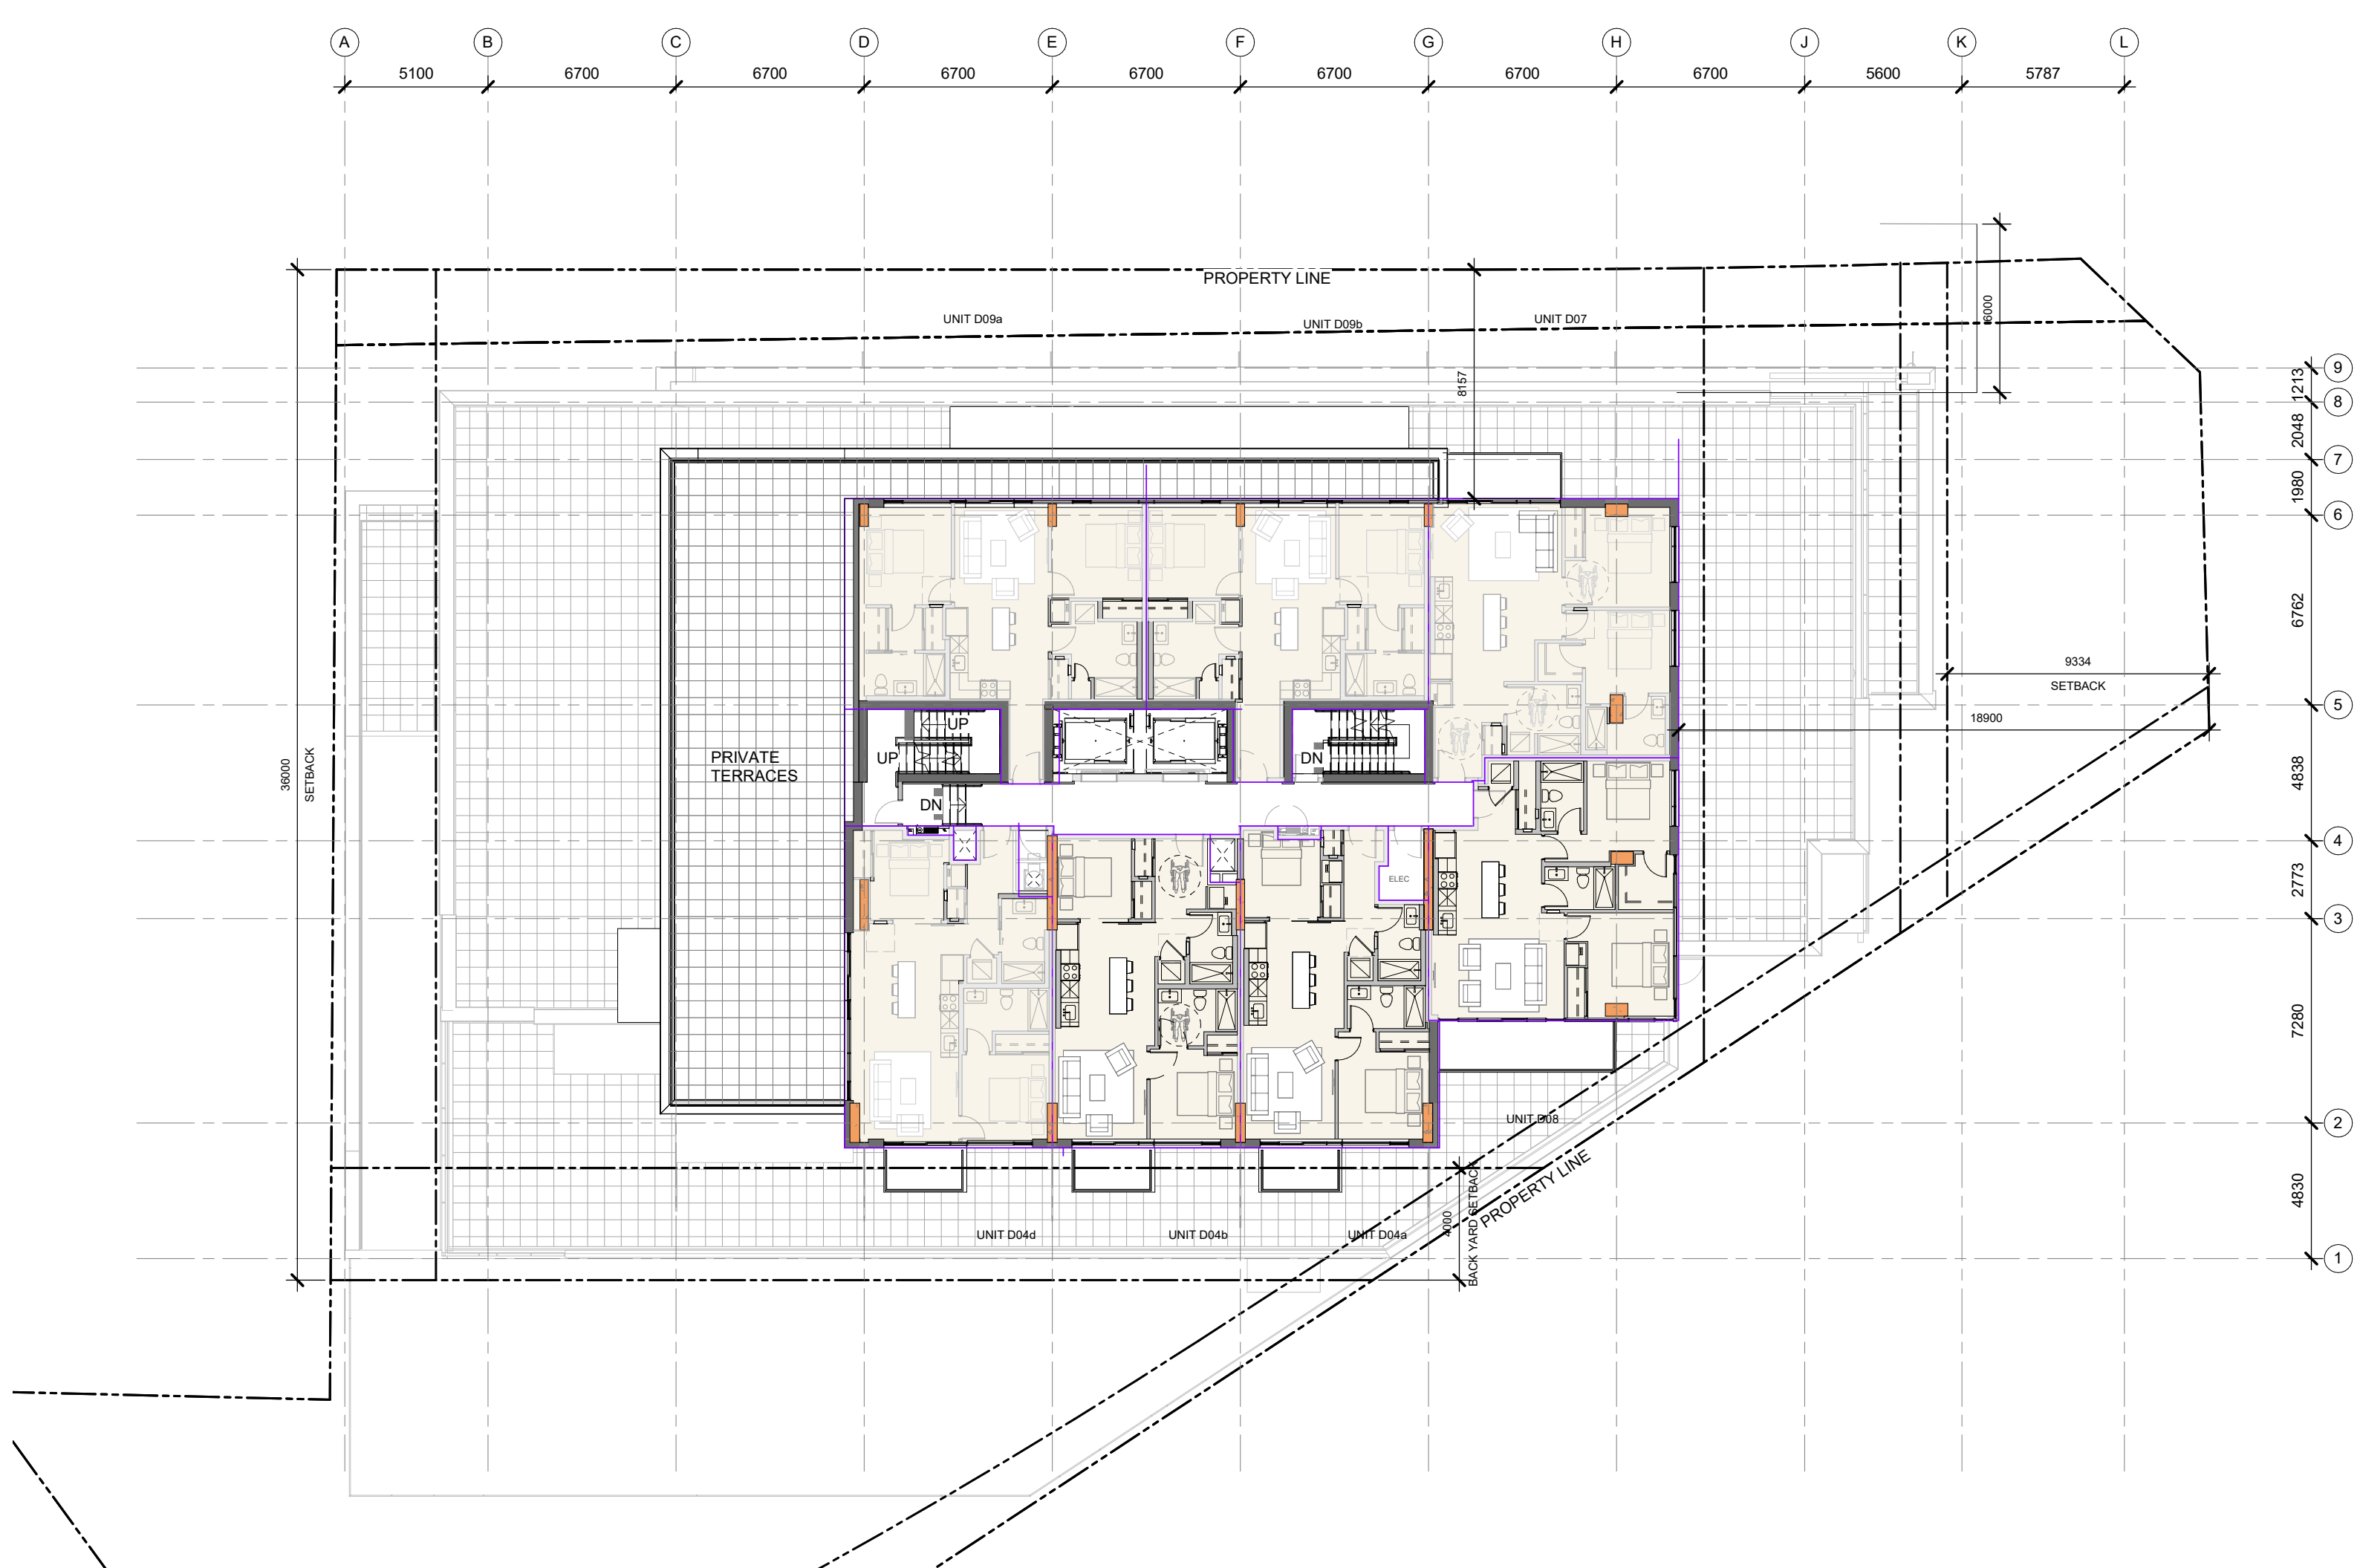 A B C D E F G H J K L
5100 6700 6700 6700 6700 6700 6700 6700 5600 5787
PROPERTY LINE
6000
UNIT D09a
UNIT D09b
UNIT D07
9
1213
8
8157
2048
7
1980
6
6762
9334
SETBACK
5
18900
UP
UP
DN
PRIVATE
TERRACES
36000
SETBACK
4838
DN
4
ELEC
2773
3
7280
UNIT D08
2
PROPERTY LINE
4000
BACK YARD SETBACK
4830
UNIT D04d
UNIT D04b
UNIT D04a
1